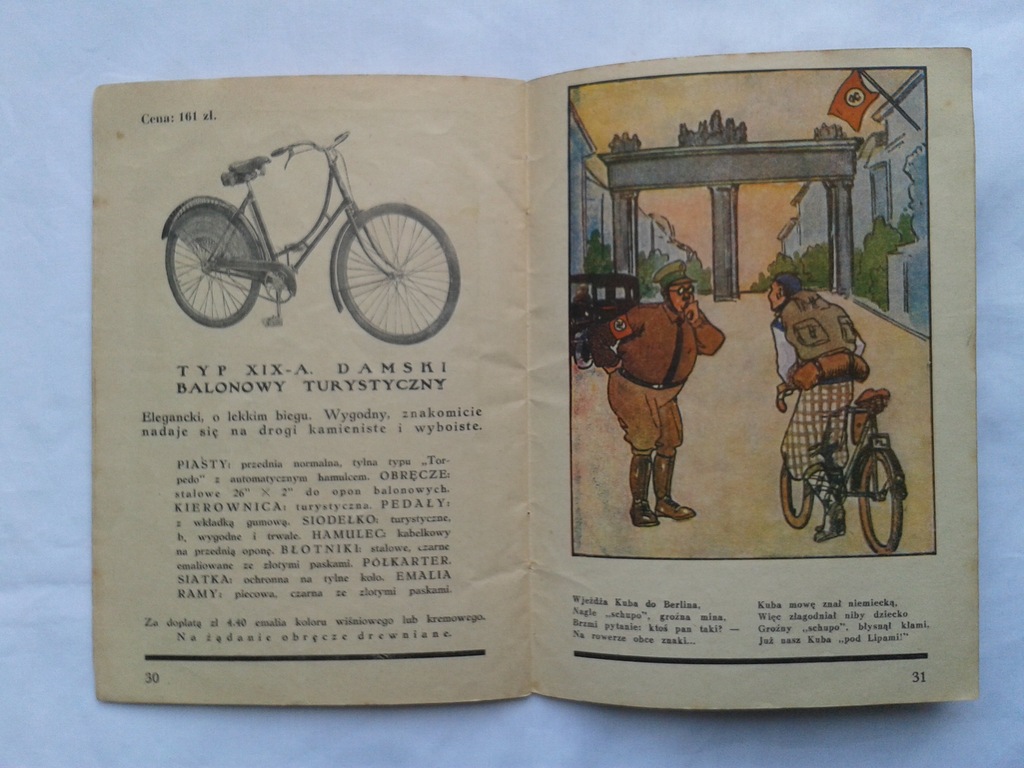 Cena: 161 zł.
TYP XIX-A. DAMSKI
BALONOWY TURYSTYCZNY
Elegancki, o lekkim biegu. Wygodny, znakomicie
nadaje się na drogi kamieniste i wyboiste.
PIASTY: przednia normalna, tylna typu „Tor-
pedo" z automatycznym hamulcem. OBRĘCZE:
stalowe 26" × 2" do opon balonowych.
KIEROWNICA: turystyczna. PEDAŁY:
z wkładką gumową. SIODEŁKO: turystyczne,
b. wygodne i trwałe. HAMULEC: kabelkowy
na przednią oponę. BŁOTNIKI: stalowe, czarne
emaliowane ze złotymi paskami. PÓŁKARTER.
SIATKA: ochronna na tylne koło. EMALIA
RAMY: piecowa, czarna ze złotymi paskami.
Za dopłatą zł 4.40 emalia koloru wiśniowego lub kremowego.
Na żądanie obręcze drewniane.
30
Wjeżdża Kuba do Berlina,
Nagle „schupo", groźna mina,
Brzmi pytanie: ktoś pan taki? —
Na rowerze obce znaki...
Kuba mowę znał niemiecką,
Więc złagodniał niby dziecko
Groźny „schupo", błysnął kłami,
Już nasz Kuba „pod Lipami!"
31